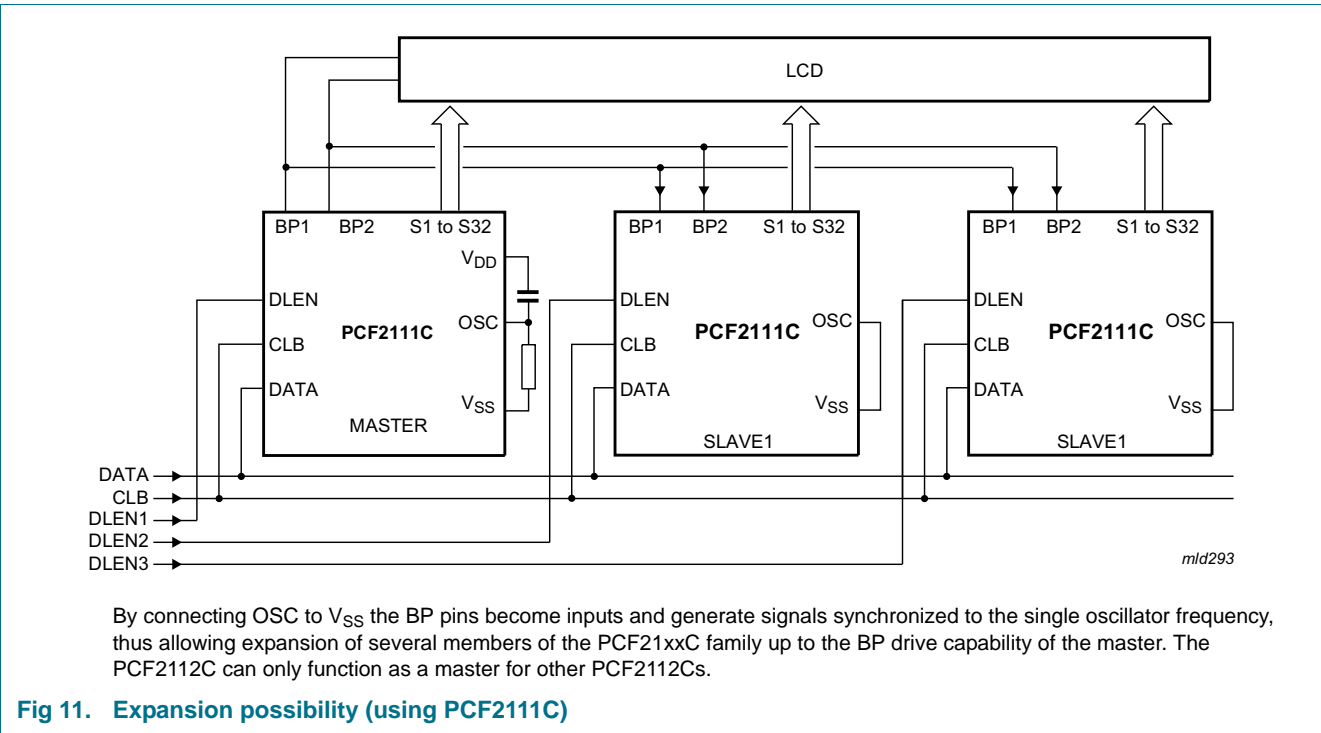 LCD
BP1 BP2 S1 to S32
BP1 BP2 S1 to S32
BP1 BP2 S1 to S32
VDD
DLEN
OSC
PCF2111C
CLB
DATA
VSS
MASTER
DLEN
OSC
PCF2111C
CLB
DATA
VSS
SLAVE1
DLEN
OSC
PCF2111C
CLB
DATA
VSS
SLAVE1
DATA
CLB
DLEN1
DLEN2
DLEN3
mld293
By connecting OSC to VSS the BP pins become inputs and generate signals synchronized to the single oscillator frequency,
thus allowing expansion of several members of the PCF21xxC family up to the BP drive capability of the master. The
PCF2112C can only function as a master for other PCF2112Cs.
Fig 11. Expansion possibility (using PCF2111C)